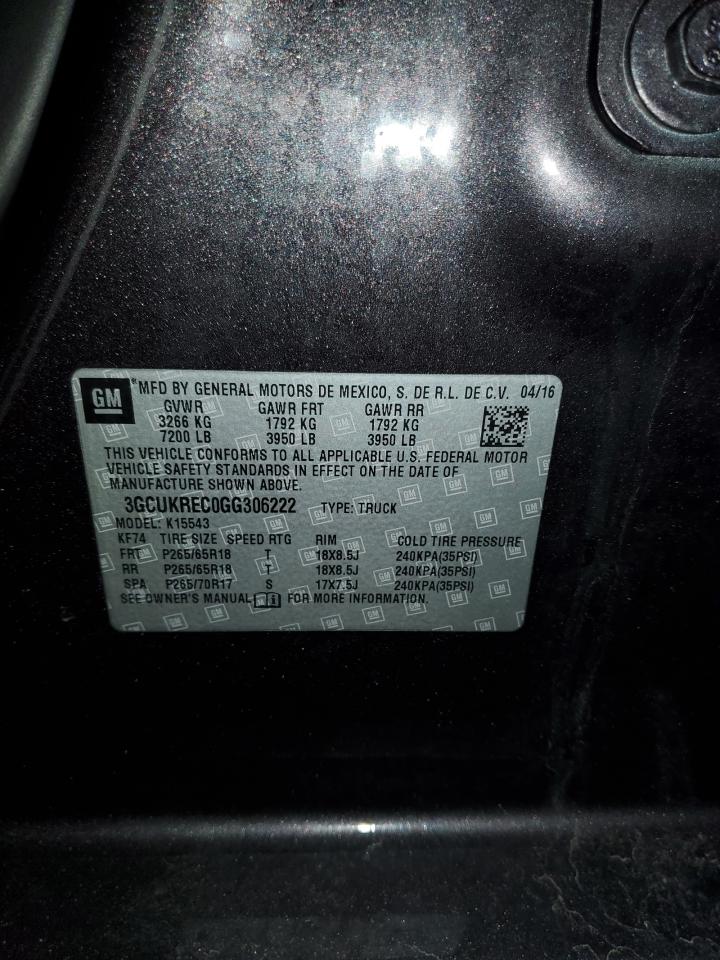 GM
MFD BY GENERAL MOTORS DE MEXICO, S. DE R.L. DE C.V. 04/16
GVWR GAWR FRT GAWR RR
3266 KG 1792 KG 1792 KG
7200 LB 3950 LB 3950 LB
THIS VEHICLE CONFORMS TO ALL APPLICABLE U.S. FEDERAL MOTOR
VEHICLE SAFETY STANDARDS IN EFFECT ON THE DATE OF
MANUFACTURE SHOWN ABOVE.
3GCUKREC0GG306222 TYPE: TRUCK
MODEL: K15543
KF74 TIRE SIZE SPEED RTG RIM COLD TIRE PRESSURE
FRT P265/65R18 T 18X8.5J 240KPA(35PSI)
RR P265/65R18 T 18X8.5J 240KPA(35PSI)
SPA P265/70R17 S 17X7.5J 240KPA(35PSI)
SEE OWNER'S MANUAL FOR MORE INFORMATION.